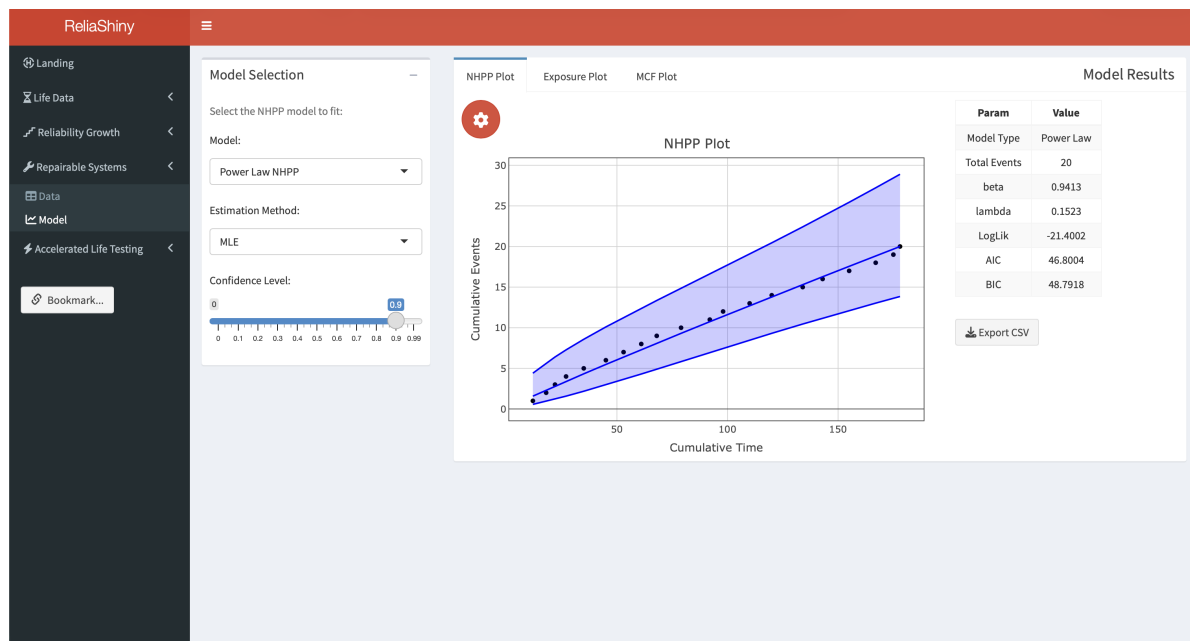 ReliaShiny
Landing
Life Data
Reliability Growth
Repairable Systems
Data
Model
Accelerated Life Testing
Bookmark...
Model Selection
Select the NHPP model to fit:
Model:
Power Law NHPP
Estimation Method:
MLE
Confidence Level:
0 0.9
0 0.1 0.2 0.3 0.4 0.5 0.6 0.7 0.8 0.9 0.99
NHPP Plot Exposure Plot MCF Plot Model Results
NHPP Plot
30
25
20
15
10
5
0
Cumulative Events
50 100 150
Cumulative Time
Param Value
Model Type Power Law
Total Events 20
beta 0.9413
lambda 0.1523
LogLik -21.4002
AIC 46.8004
BIC 48.7918
Export CSV